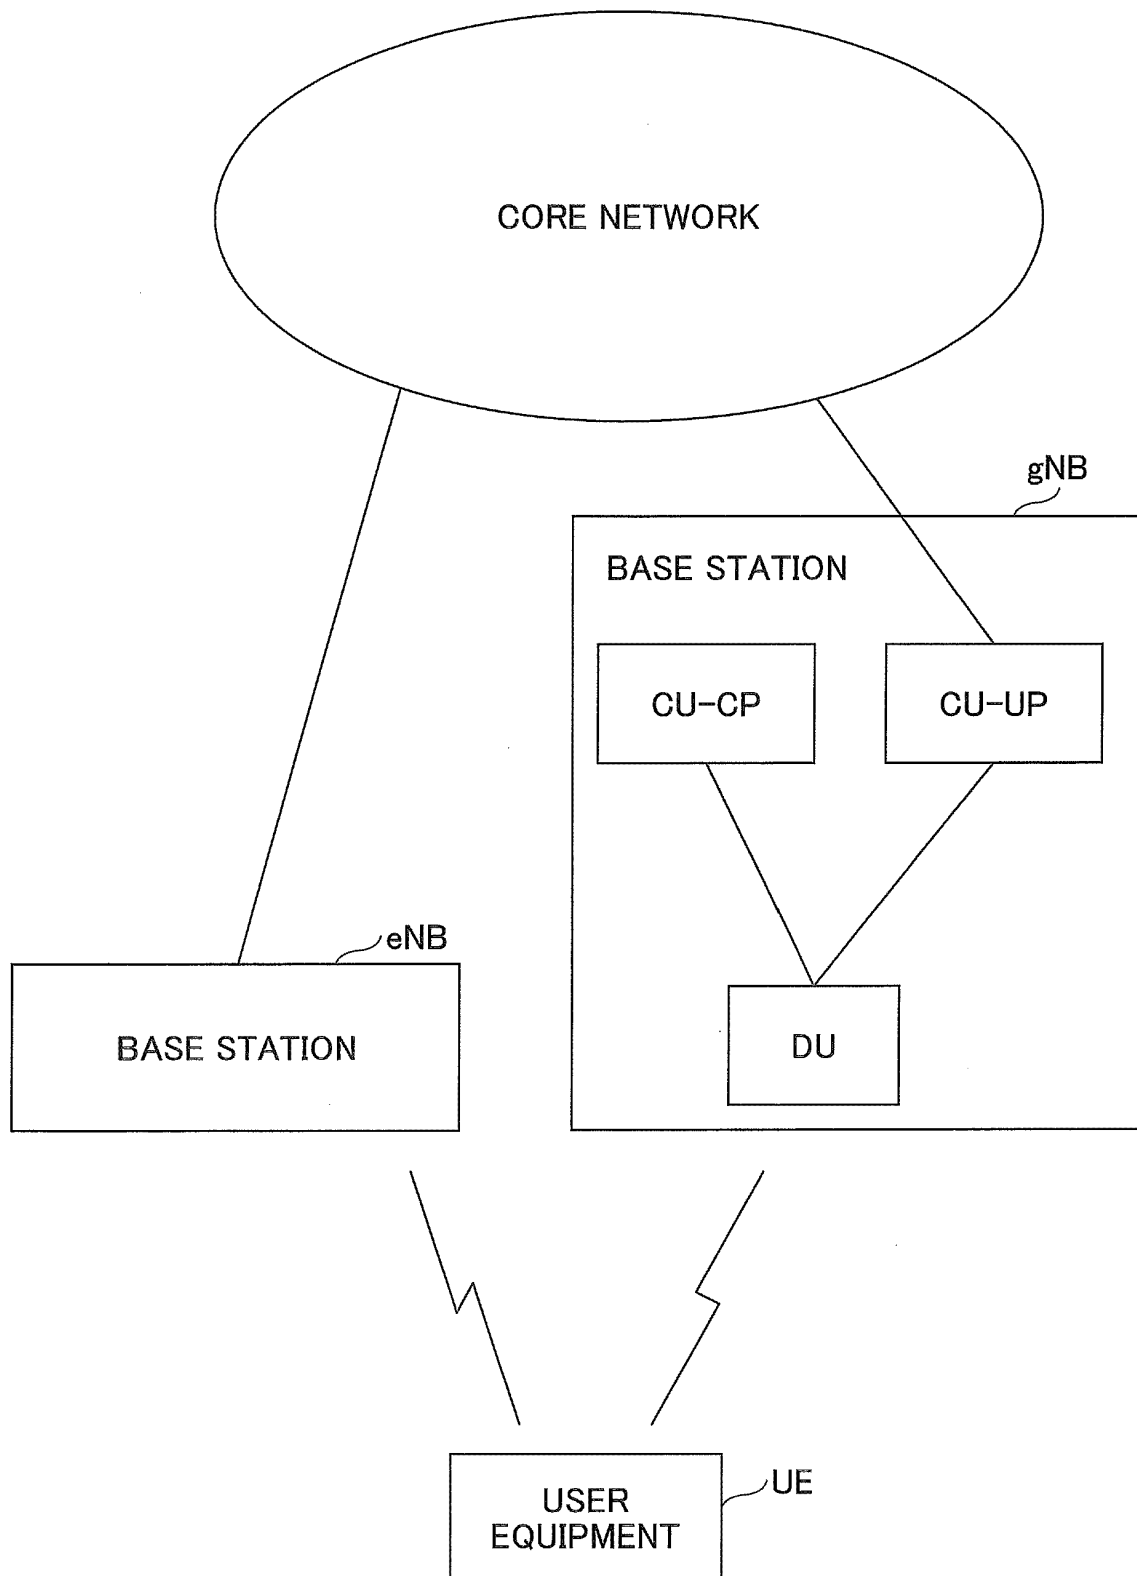 CORE NETWORK
gNB
BASE STATION
CU-CP
CU-UP
eNB
BASE STATION
DU
USER
EQUIPMENT
UE